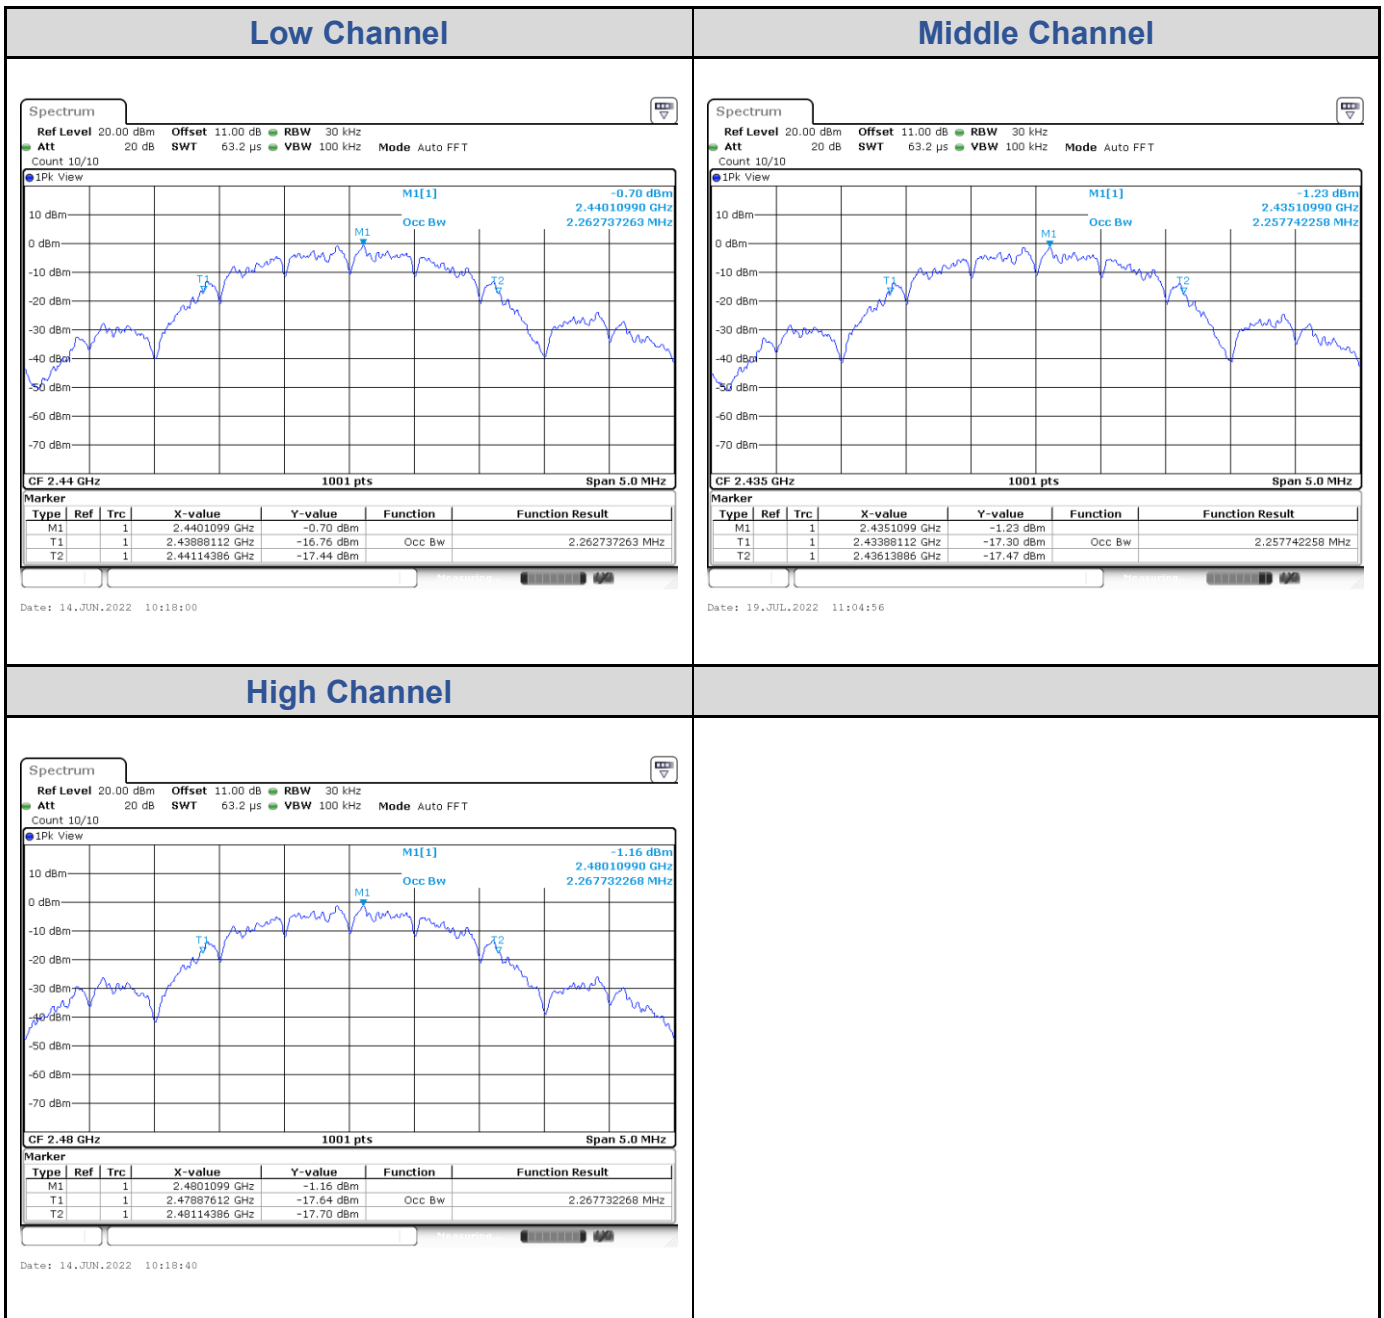 Low Channel
Spectrum
Ref Level 20.00 dBm Offset 11.00 dB RBW 30 kHz
Att 20 dB SWT 63.2 µs VBW 100 kHz Mode Auto FFT
Count 10/10
1Pk View
M1[1] -0.70 dBm
2.44010990 GHz
Occ Bw 2.262737263 MHz
10 dBm
M1
0 dBm
-10 dBm
T1 T2
-20 dBm
-30 dBm
-40 dBm
-50 dBm
-60 dBm
-70 dBm
CF 2.44 GHz 1001 pts Span 5.0 MHz
Marker
Type Ref Trc X-value Y-value Function Function Result
M1 1 2.4401099 GHz -0.70 dBm
T1 1 2.43888112 GHz -16.76 dBm Occ Bw 2.262737263 MHz
T2 1 2.44114386 GHz -17.44 dBm
Measuring...
Date: 14.JUN.2022 10:18:00
Middle Channel
Spectrum
Ref Level 20.00 dBm Offset 11.00 dB RBW 30 kHz
Att 20 dB SWT 63.2 µs VBW 100 kHz Mode Auto FFT
Count 10/10
1Pk View
M1[1] -1.23 dBm
2.43510990 GHz
Occ Bw 2.257742258 MHz
10 dBm
M1
0 dBm
-10 dBm
T1 T2
-20 dBm
-30 dBm
-40 dBm
-50 dBm
-60 dBm
-70 dBm
CF 2.435 GHz 1001 pts Span 5.0 MHz
Marker
Type Ref Trc X-value Y-value Function Function Result
M1 1 2.4351099 GHz -1.23 dBm
T1 1 2.43388112 GHz -17.30 dBm Occ Bw 2.257742258 MHz
T2 1 2.43613886 GHz -17.47 dBm
Measuring...
Date: 19.JUL.2022 11:04:56
High Channel
Spectrum
Ref Level 20.00 dBm Offset 11.00 dB RBW 30 kHz
Att 20 dB SWT 63.2 µs VBW 100 kHz Mode Auto FFT
Count 10/10
1Pk View
M1[1] -1.16 dBm
2.48010990 GHz
Occ Bw 2.267732268 MHz
10 dBm
M1
0 dBm
-10 dBm
T1 T2
-20 dBm
-30 dBm
-40 dBm
-50 dBm
-60 dBm
-70 dBm
CF 2.48 GHz 1001 pts Span 5.0 MHz
Marker
Type Ref Trc X-value Y-value Function Function Result
M1 1 2.4801099 GHz -1.16 dBm
T1 1 2.47887612 GHz -17.64 dBm Occ Bw 2.267732268 MHz
T2 1 2.48114386 GHz -17.70 dBm
Measuring...
Date: 14.JUN.2022 10:18:40